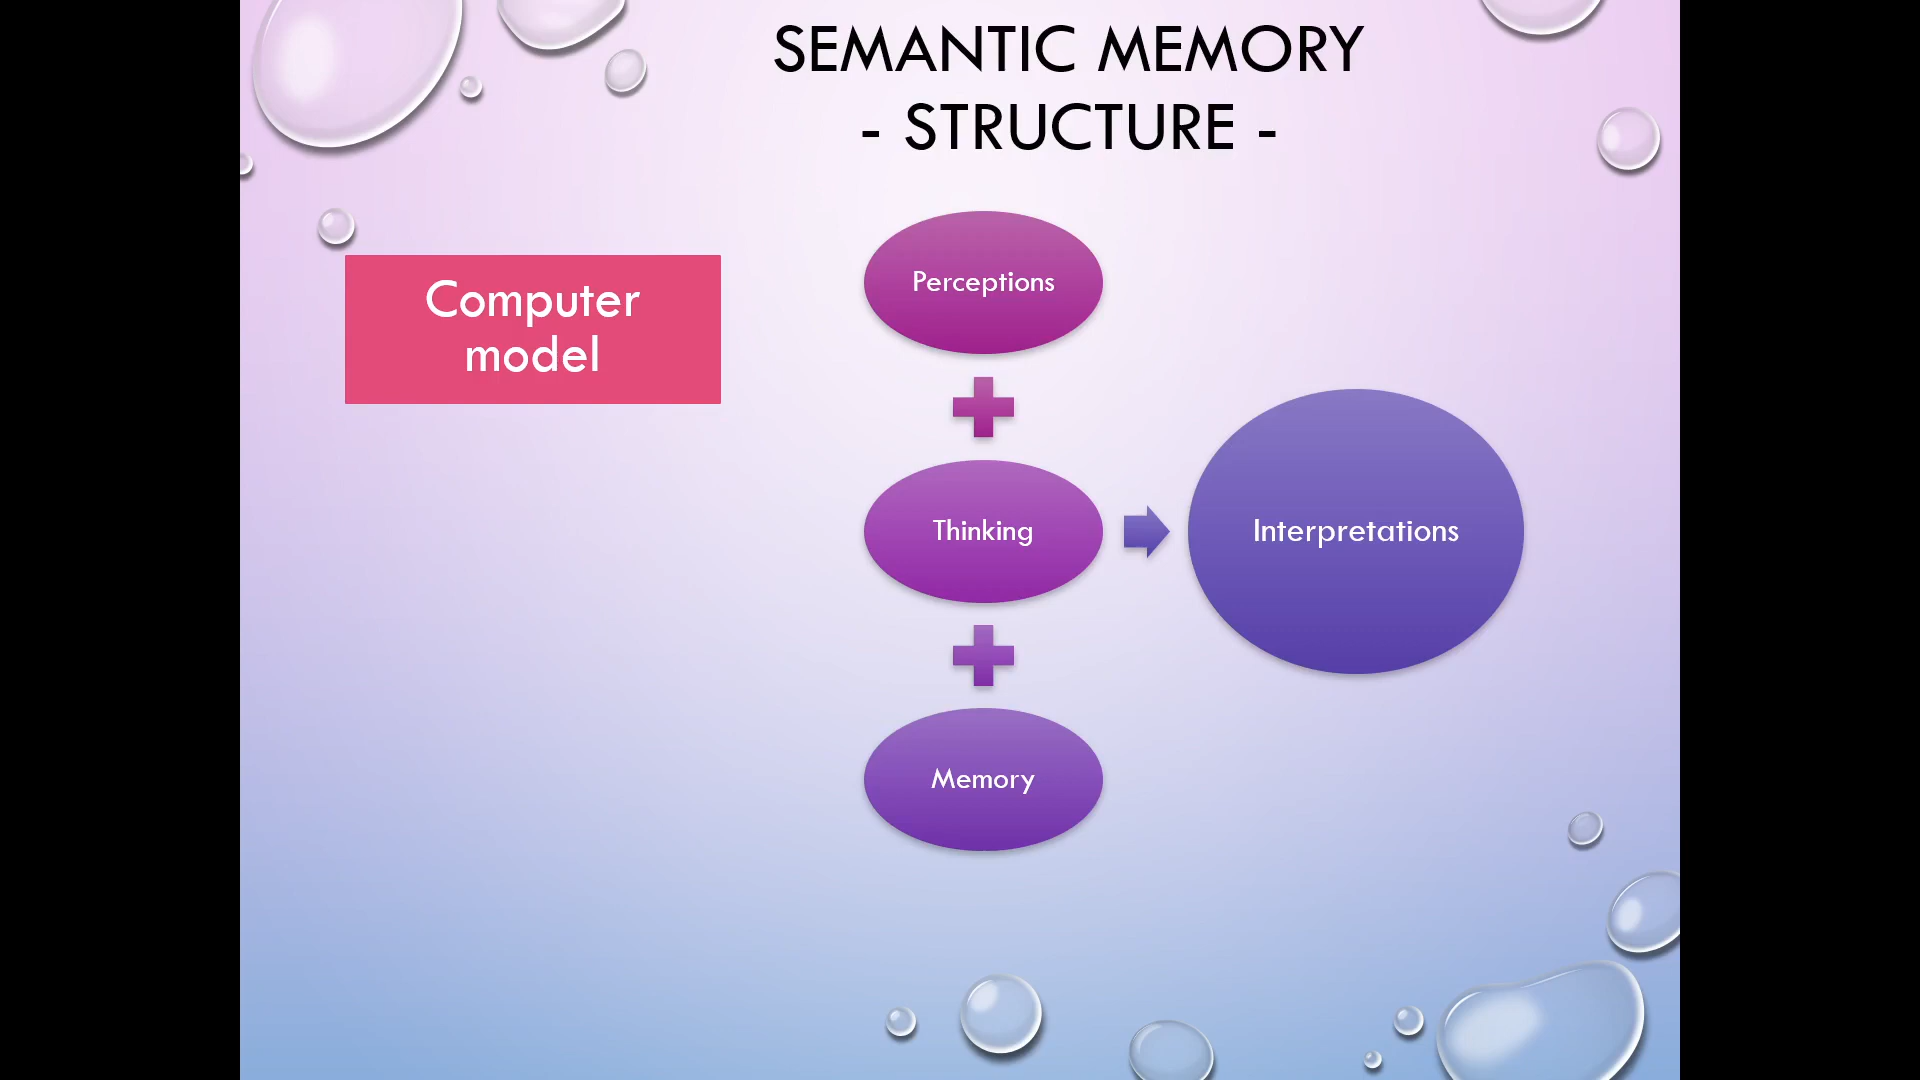 SEMANTIC MEMORY
- STRUCTURE -
Computer
model
Perceptions
Thinking
Interpretations
Memory